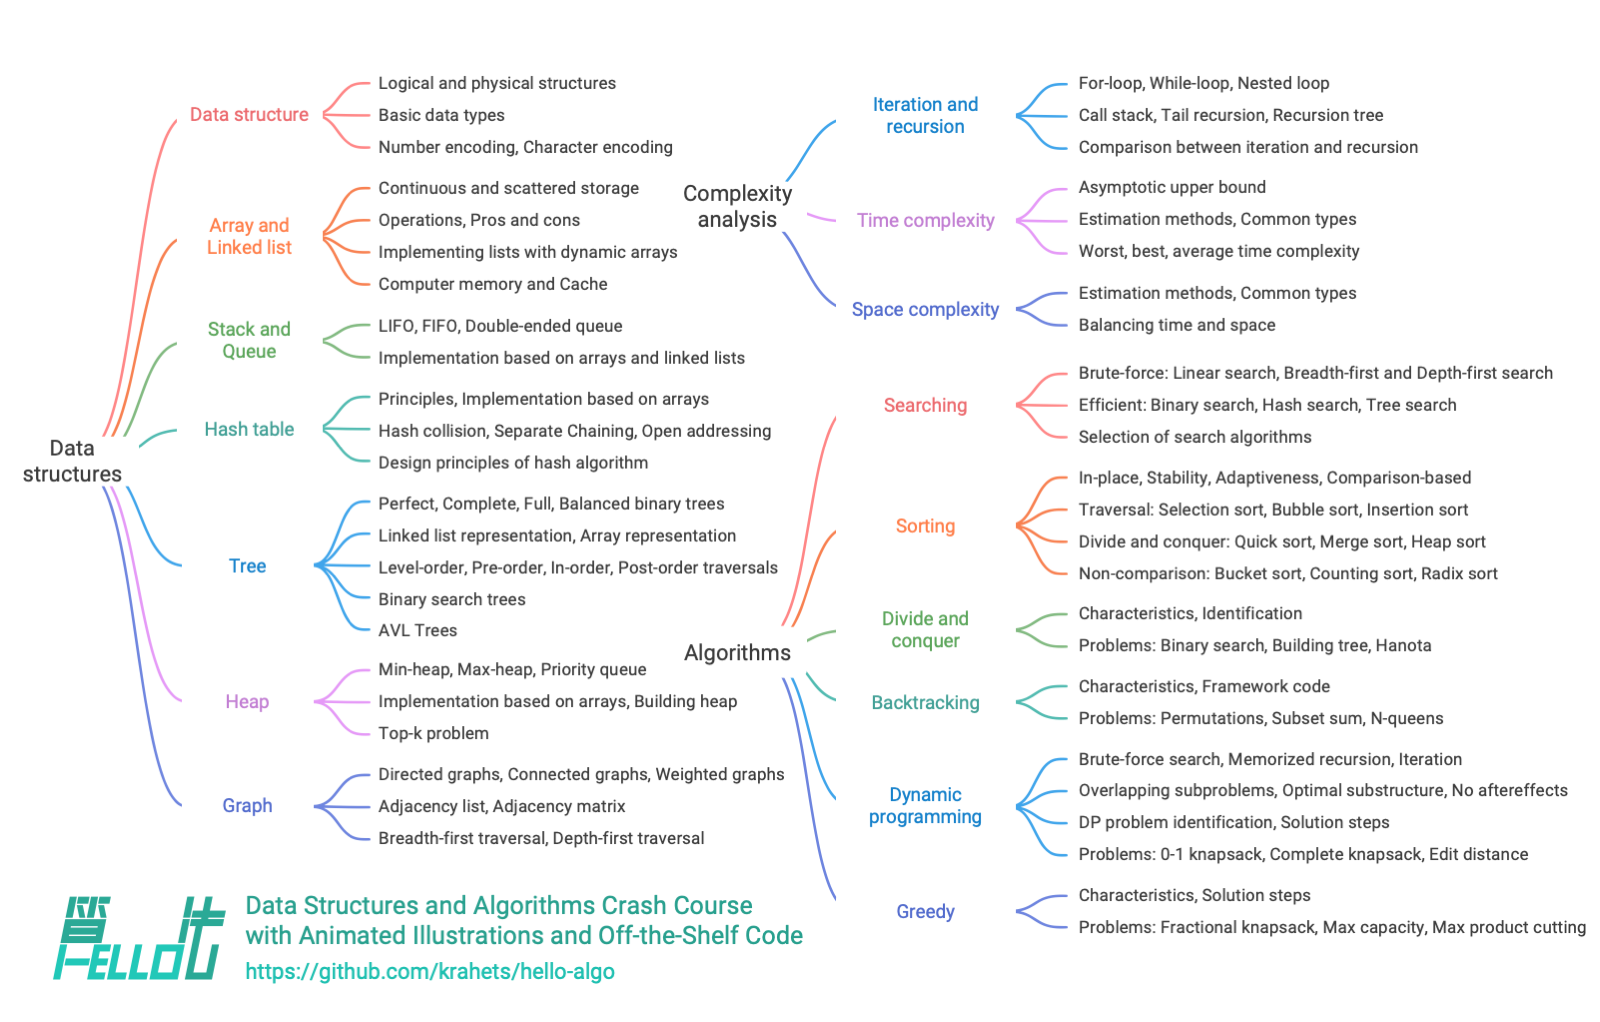 Data
structures
Data structure
Logical and physical structures
Basic data types
Number encoding, Character encoding
Array and
Linked list
Continuous and scattered storage
Operations, Pros and cons
Implementing lists with dynamic arrays
Computer memory and Cache
Stack and
Queue
LIFO, FIFO, Double-ended queue
Implementation based on arrays and linked lists
Hash table
Principles, Implementation based on arrays
Hash collision, Separate Chaining, Open addressing
Design principles of hash algorithm
Tree
Perfect, Complete, Full, Balanced binary trees
Linked list representation, Array representation
Level-order, Pre-order, In-order, Post-order traversals
Binary search trees
AVL Trees
Heap
Min-heap, Max-heap, Priority queue
Implementation based on arrays, Building heap
Top-k problem
Graph
Directed graphs, Connected graphs, Weighted graphs
Adjacency list, Adjacency matrix
Breadth-first traversal, Depth-first traversal
Complexity
analysis
Iteration and
recursion
For-loop, While-loop, Nested loop
Call stack, Tail recursion, Recursion tree
Comparison between iteration and recursion
Time complexity
Asymptotic upper bound
Estimation methods, Common types
Worst, best, average time complexity
Space complexity
Estimation methods, Common types
Balancing time and space
Algorithms
Searching
Brute-force: Linear search, Breadth-first and Depth-first search
Efficient: Binary search, Hash search, Tree search
Selection of search algorithms
Sorting
In-place, Stability, Adaptiveness, Comparison-based
Traversal: Selection sort, Bubble sort, Insertion sort
Divide and conquer: Quick sort, Merge sort, Heap sort
Non-comparison: Bucket sort, Counting sort, Radix sort
Divide and
conquer
Characteristics, Identification
Problems: Binary search, Building tree, Hanota
Backtracking
Characteristics, Framework code
Problems: Permutations, Subset sum, N-queens
Dynamic
programming
Brute-force search, Memorized recursion, Iteration
Overlapping subproblems, Optimal substructure, No aftereffects
DP problem identification, Solution steps
Problems: 0-1 knapsack, Complete knapsack, Edit distance
Greedy
Characteristics, Solution steps
Problems: Fractional knapsack, Max capacity, Max product cutting
HELLO
Data Structures and Algorithms Crash Course
with Animated Illustrations and Off-the-Shelf Code
https://github.com/krahets/hello-algo